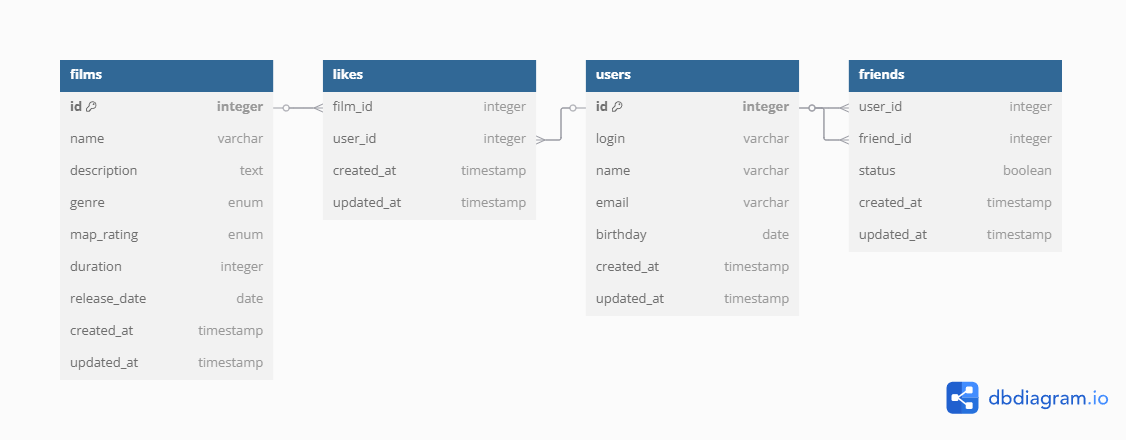 films
id integer
name varchar
description text
genre enum
map_rating enum
duration integer
release_date date
created_at timestamp
updated_at timestamp
likes
film_id integer
user_id integer
created_at timestamp
updated_at timestamp
users
id integer
login varchar
name varchar
email varchar
birthday date
created_at timestamp
updated_at timestamp
friends
user_id integer
friend_id integer
status boolean
created_at timestamp
updated_at timestamp
dbdiagram.io